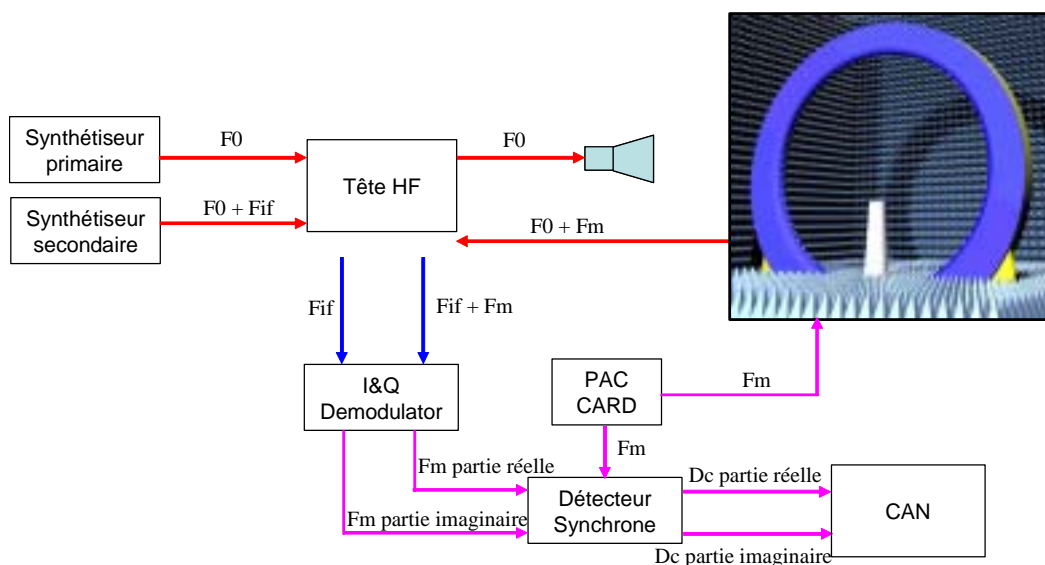 Synthétiseur
primaire
F0
Tête HF
F0
Synthétiseur
secondaire
F0 + Fif
F0 + Fm
Fif
Fif + Fm
I&Q
Demodulator
PAC
CARD
Fm
Fm
Fm partie réelle
Fm partie imaginaire
Détecteur
Synchrone
Dc partie réelle
Dc partie imaginaire
CAN